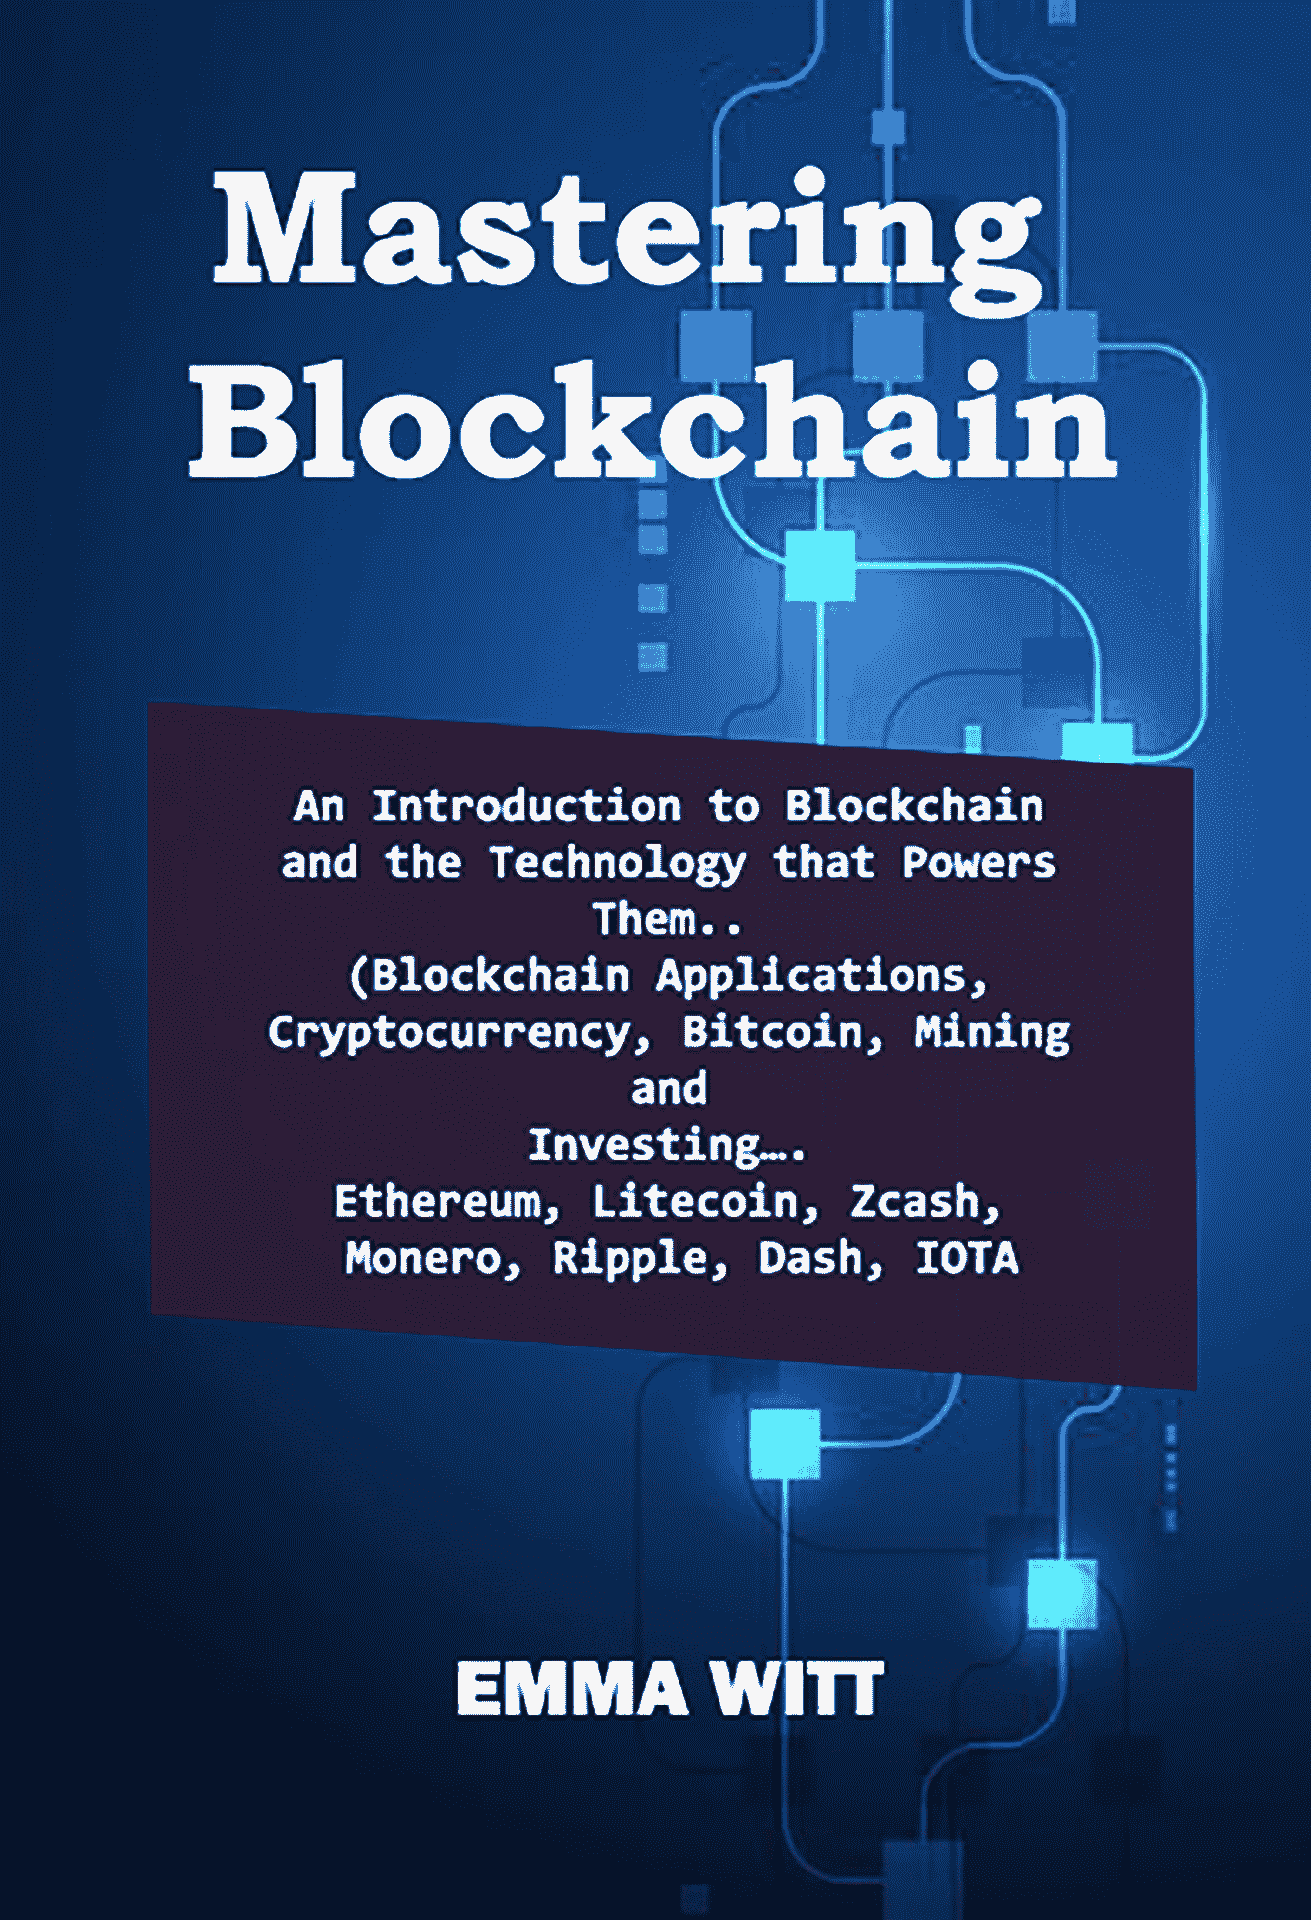 Mastering
Blockchain
An Introduction to Blockchain
and the Technology that Powers
Them..
(Blockchain Applications,
Cryptocurrency, Bitcoin, Mining
and
Investing….
Ethereum, Litecoin, Zcash,
Monero, Ripple, Dash, IOTA
EMMA WITT